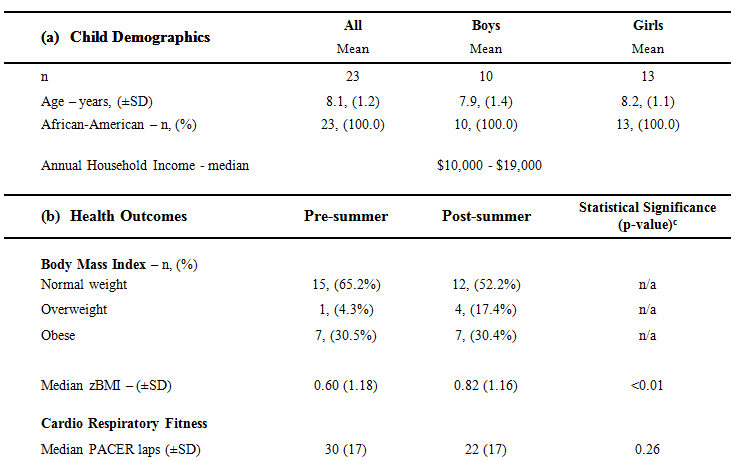 (a) Child Demographics All Boys Girls
Mean Mean Mean
n 23 10 13
Age – years, (±SD) 8.1, (1.2) 7.9, (1.4) 8.2, (1.1)
African-American – n, (%) 23, (100.0) 10, (100.0) 13, (100.0)
Annual Household Income - median $10,000 - $19,000
(b) Health Outcomes Pre-summer Post-summer Statistical Significance
(p-value)c
Body Mass Index – n, (%)
Normal weight 15, (65.2%) 12, (52.2%) n/a
Overweight 1, (4.3%) 4, (17.4%) n/a
Obese 7, (30.5%) 7, (30.4%) n/a
Median zBMI – (±SD) 0.60 (1.18) 0.82 (1.16) <0.01
Cardio Respiratory Fitness
Median PACER laps (±SD) 30 (17) 22 (17) 0.26